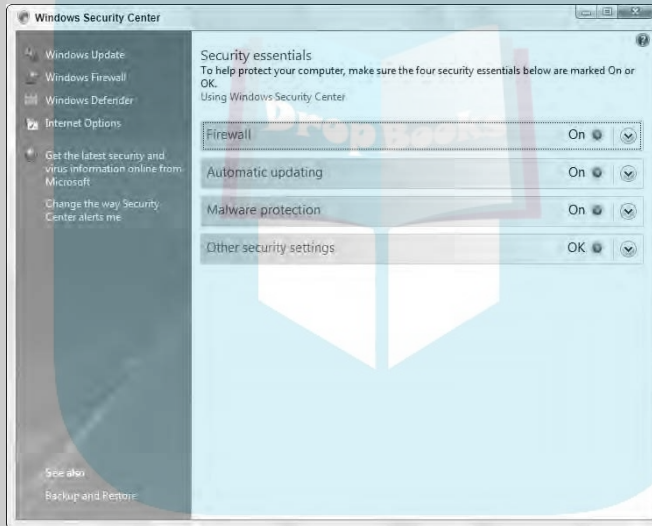 Windows Security Center
Windows Update
Windows Firewall
Windows Defender
Internet Options
Get the latest security and
virus information online from
Microsoft
Change the way Security
Center alerts me
See also
Backup and Restore
Security essentials
To help protect your computer, make sure the four security essentials below are marked On or
OK.
Using Windows Security Center
Drop Books
Firewall On
Automatic updating On
Malware protection On
Other security settings OK